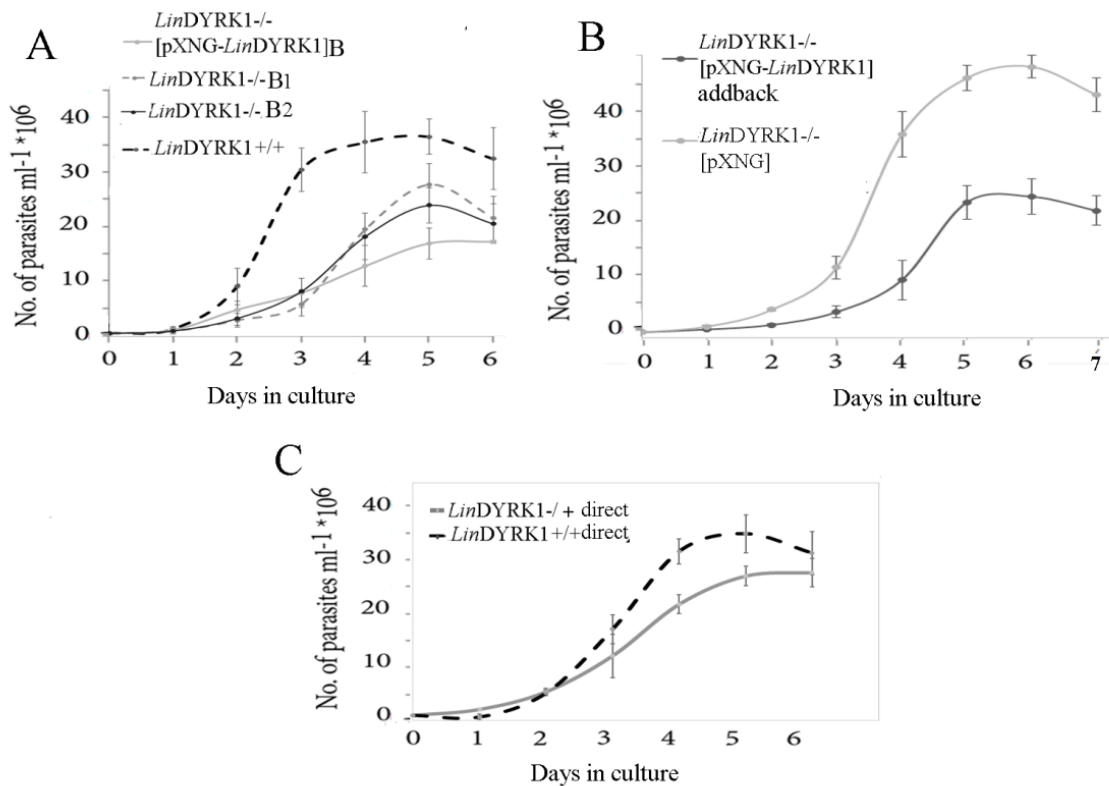 A
LinDYRK1-/-
[pXNG-LinDYRK1]B
LinDYRK1-/-B1
LinDYRK1-/- B2
LinDYRK1+/+
No. of parasites ml-1 *10⁶
40
30
20
10
0
0 1 2 3 4 5 6
Days in culture
B
LinDYRK1-/-
[pXNG-LinDYRK1]
addback
LinDYRK1-/-
[pXNG]
No. of parasites ml-1 *10⁶
40
30
20
10
0
0 1 2 3 4 5 6 7
Days in culture
C
LinDYRK1-/+ direct
LinDYRK1+/+direct
No. of parasites ml-1 *10⁶
40
30
20
10
0
0 1 2 3 4 5 6
Days in culture